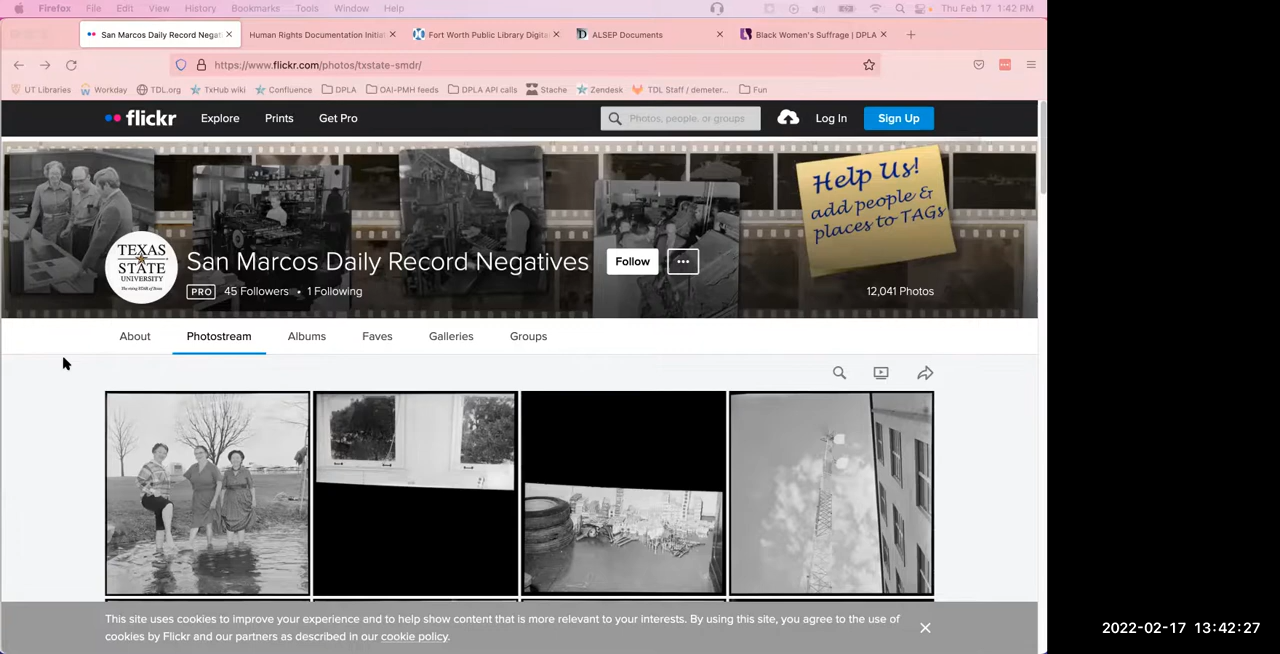 Firefox File Edit View History Bookmarks Tools Window Help Thu Feb 17 1:42 PM
San Marcos Daily Record Negati Human Rights Documentation Initia Fort Worth Public Library Digita ALSEP Documents Black Women's Suffrage | DPLA
https://www.flickr.com/photos/txstate-smdr/
UT Libraries Workday TDL.org TxHub wiki Confluence DPLA OAI-PMH feeds DPLA API calls Stache Zendesk TDL Staff / demeter... Fun
flickr Explore Prints Get Pro Photos, people, or groups Log In Sign Up
Help Us!
add people &
places to TAGs
TEXAS
STATE
UNIVERSITY
San Marcos Daily Record Negatives Follow
PRO 45 Followers • 1 Following 12,041 Photos
About Photostream Albums Faves Galleries Groups
This site uses cookies to improve your experience and to help show content that is more relevant to your interests. By using this site, you agree to the use of
cookies by Flickr and our partners as described in our cookie policy.
2022-02-17 13:42:27